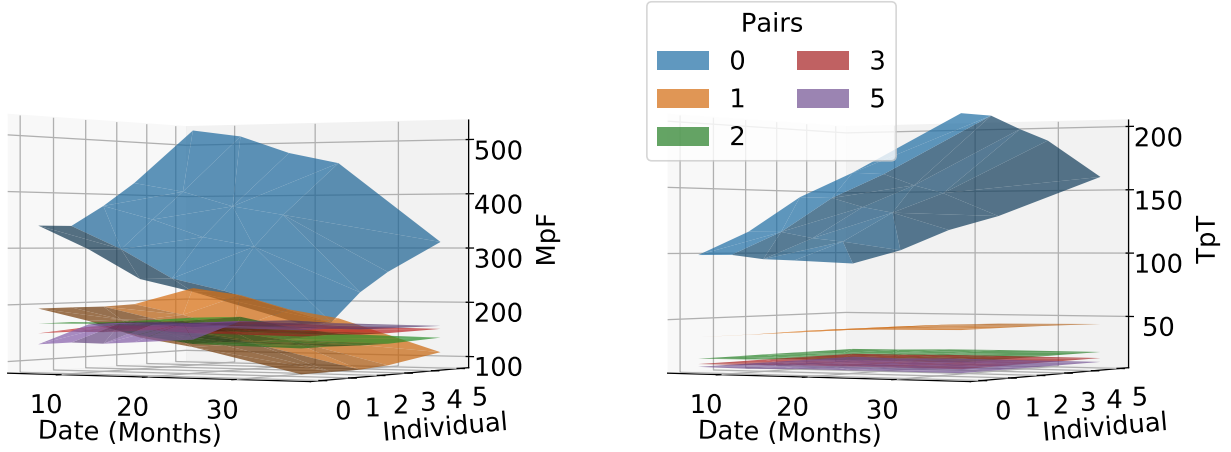 Pairs
0 3
1 5
2
500
400
300
200
100
MpF
10 20 30
Date (Months)
0 1 2 3 4 5
Individual
200
150
100
50
TpT
10 20 30
Date (Months)
0 1 2 3 4 5
Individual